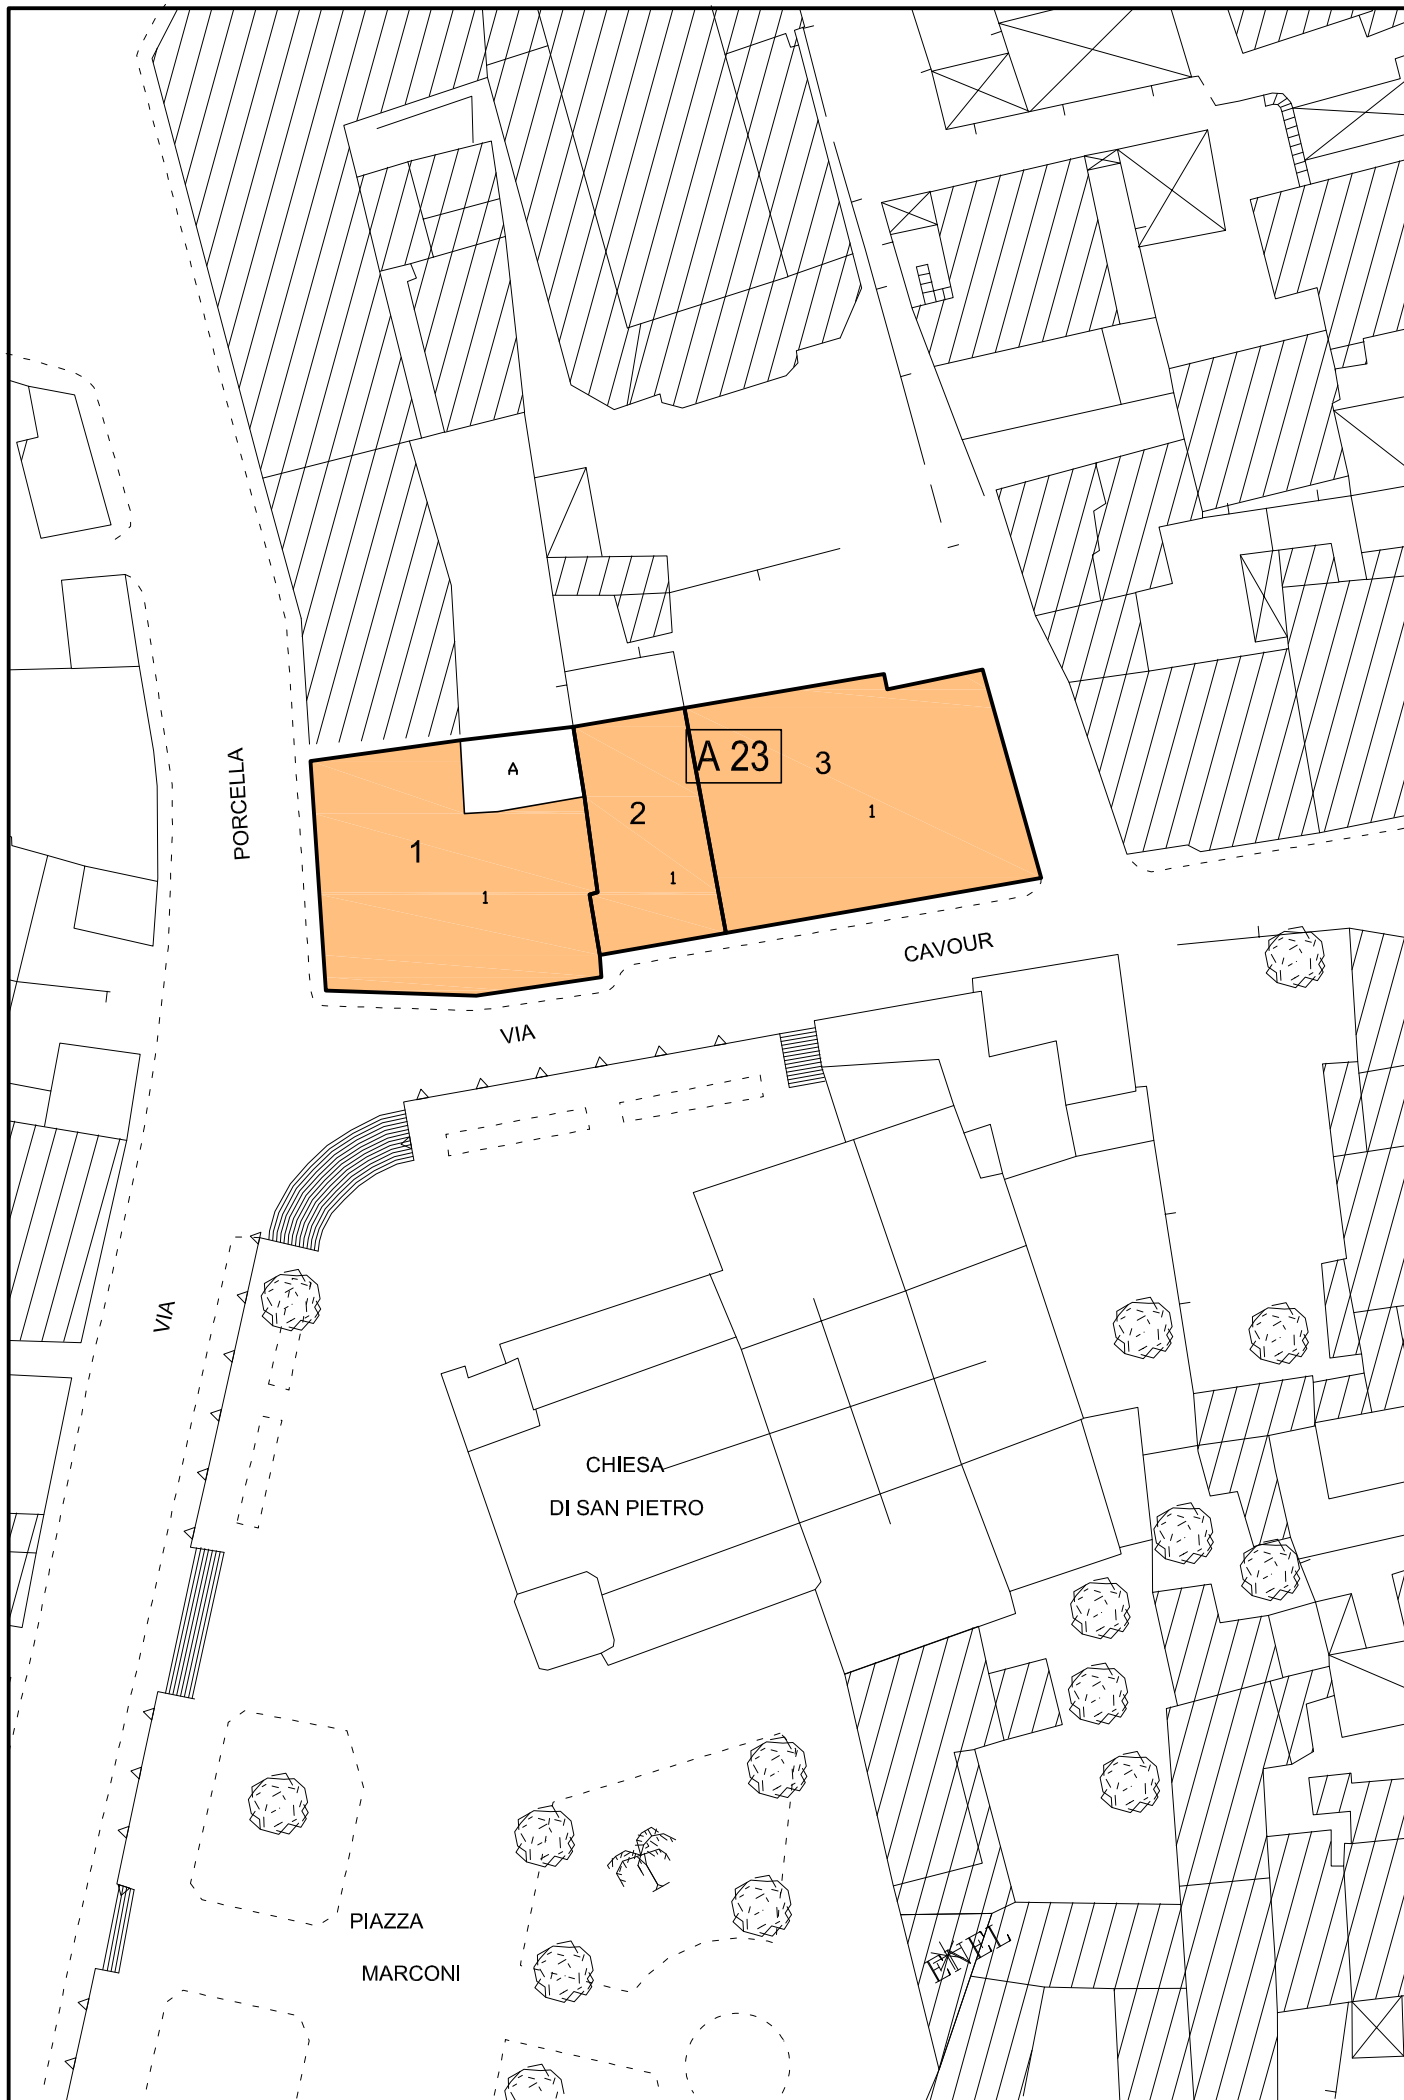 A 23
3
A
2
1
1
1
1
PORCELLA
CAVOUR
VIA
VIA
CHIESA
DI SAN PIETRO
PIAZZA
MARCONI
ENEL